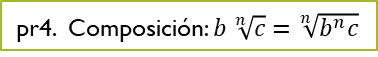 pr4. Composición: b ⁿ√c = ⁿ√(bⁿc)